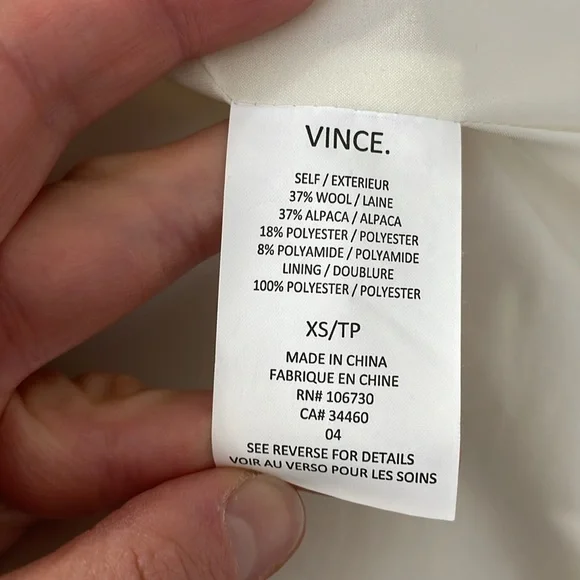 VINCE.
SELF / EXTERIEUR
37% WOOL / LAINE
37% ALPACA / ALPACA
18% POLYESTER / POLYESTER
8% POLYAMIDE / POLYAMIDE
LINING / DOUBLURE
100% POLYESTER / POLYESTER
XS/TP
MADE IN CHINA
FABRIQUE EN CHINE
RN# 106730
CA# 34460
04
SEE REVERSE FOR DETAILS
VOIR AU VERSO POUR LES SOINS